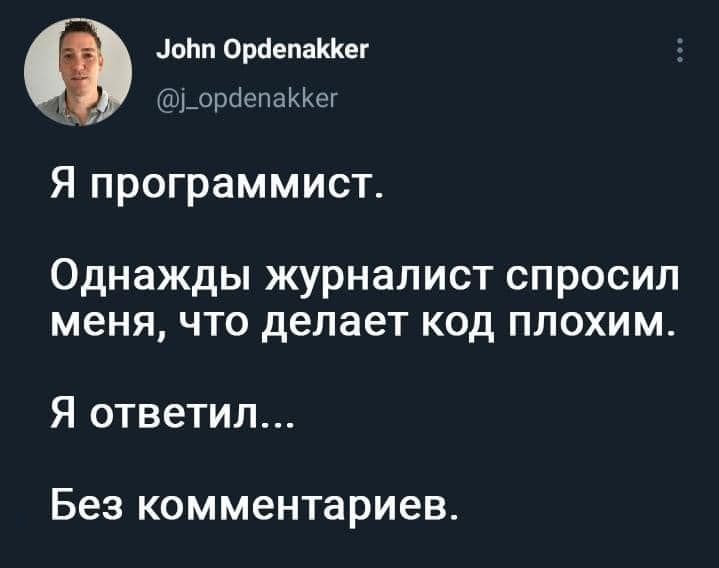 John Opdenakker
@j_opdenakker
Я программист.
Однажды журналист спросил
меня, что делает код плохим.
Я ответил...
Без комментариев.